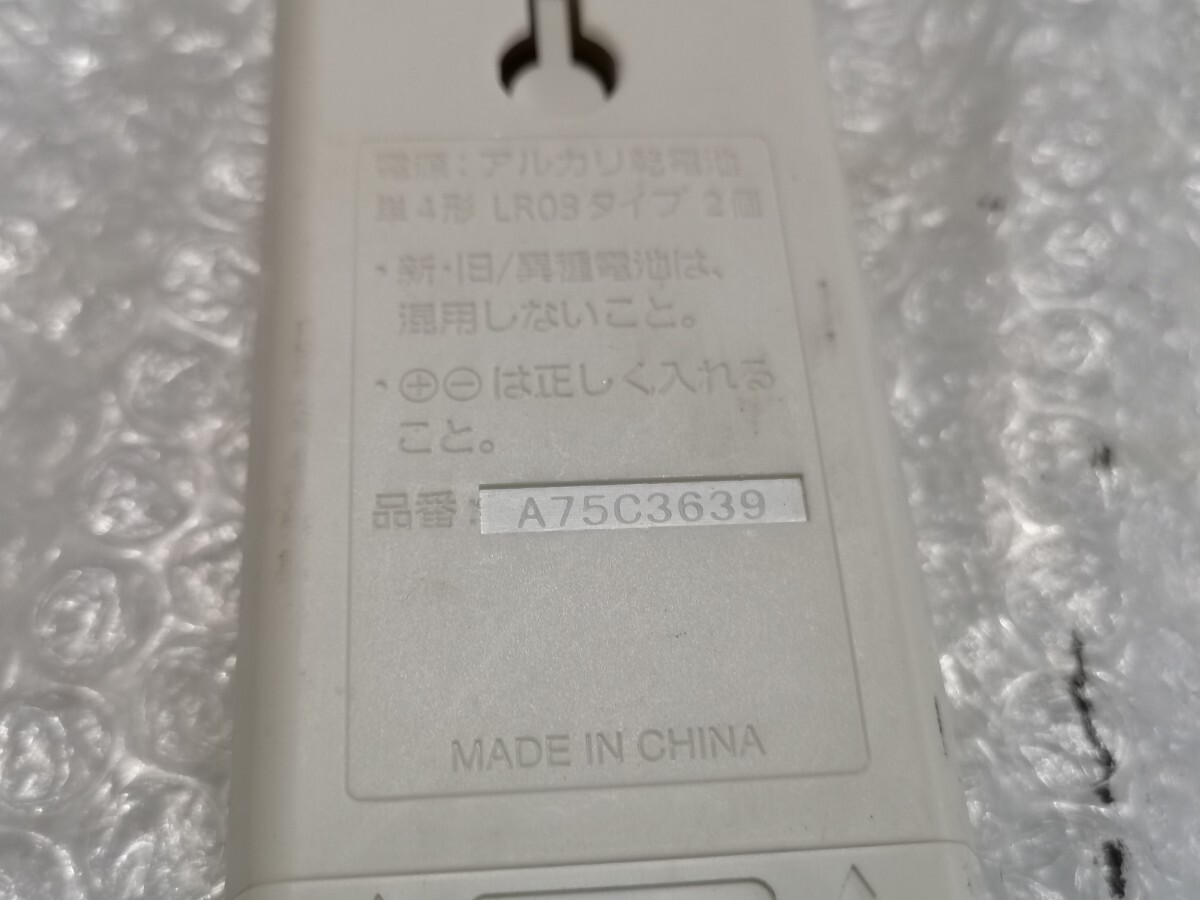 電源：アルカリ乾電池
単4形 LR03タイプ 2個
・新・旧/異種電池は、
混用しないこと。
・⊕⊖は正しく入れる
こと。
品番： A75C3639
MADE IN CHINA